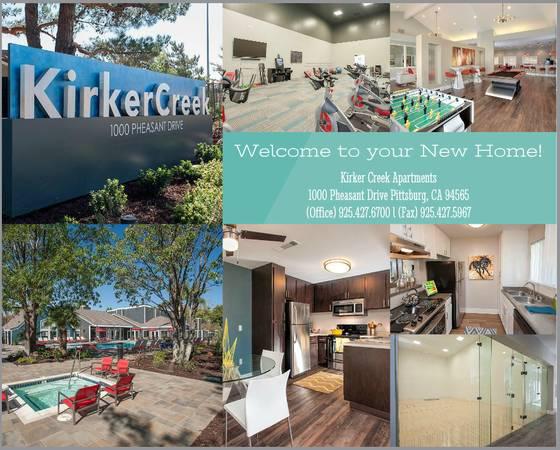 KirkerCreek
1000 PHEASANT DRIVE
Welcome to your New Home!
Kirker Creek Apartments
1000 Pheasant Drive Pittsburg, CA 94565
(Office) 925.427.6700 l (Fax) 925.427.5967